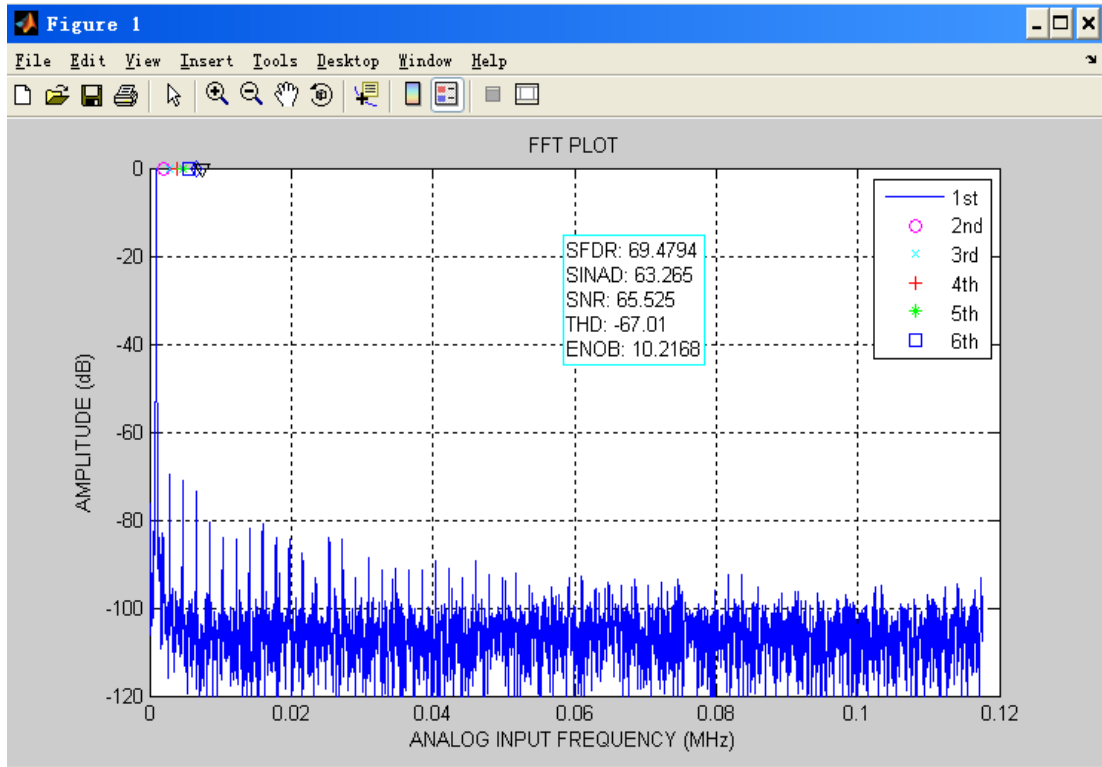 Figure 1
File Edit View Insert Tools Desktop Window Help
FFT PLOT
0
-20
-40
-60
-80
-100
-120
AMPLITUDE (dB)
SFDR: 69.4794
SINAD: 63.265
SNR: 65.525
THD: -67.01
ENOB: 10.2168
1st
2nd
3rd
4th
5th
6th
0 0.02 0.04 0.06 0.08 0.1 0.12
ANALOG INPUT FREQUENCY (MHz)